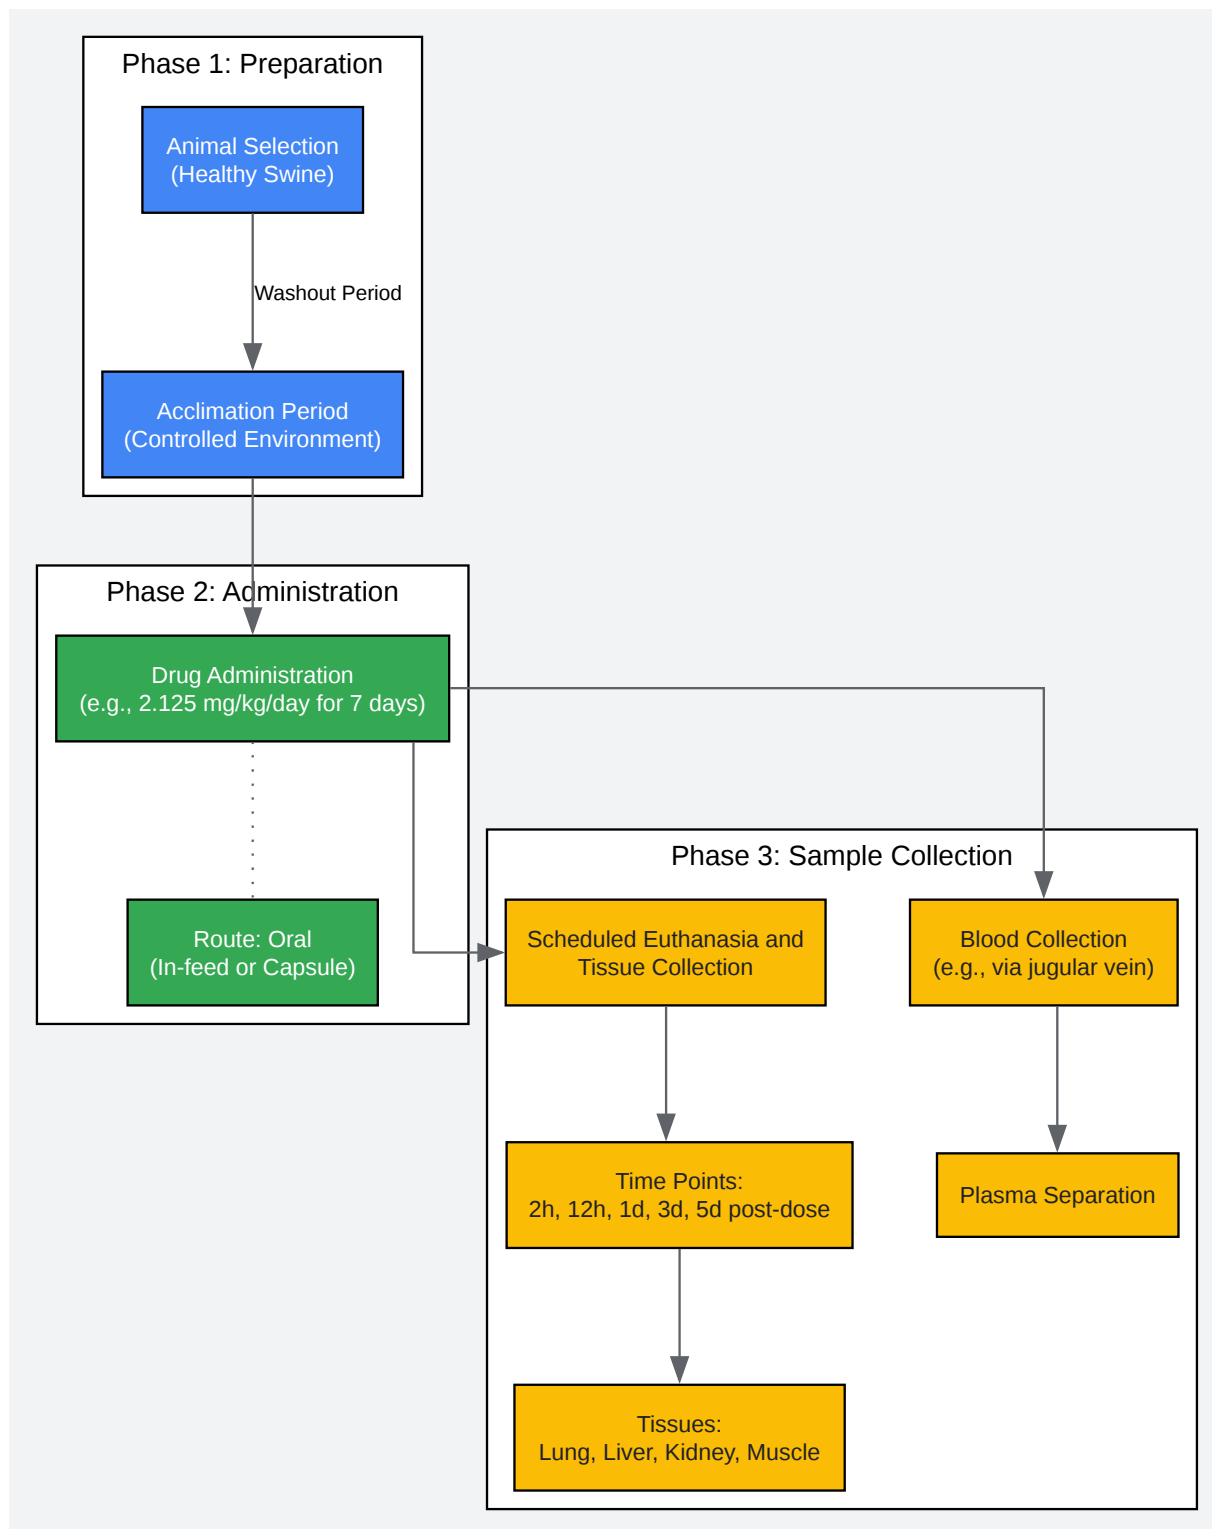 Phase 1: Preparation
Animal Selection
(Healthy Swine)
Washout Period
Acclimation Period
(Controlled Environment)
Phase 2: Administration
Drug Administration
(e.g., 2.125 mg/kg/day for 7 days)
Route: Oral
(In-feed or Capsule)
Phase 3: Sample Collection
Scheduled Euthanasia and
Tissue Collection
Time Points:
2h, 12h, 1d, 3d, 5d post-dose
Tissues:
Lung, Liver, Kidney, Muscle
Blood Collection
(e.g., via jugular vein)
Plasma Separation